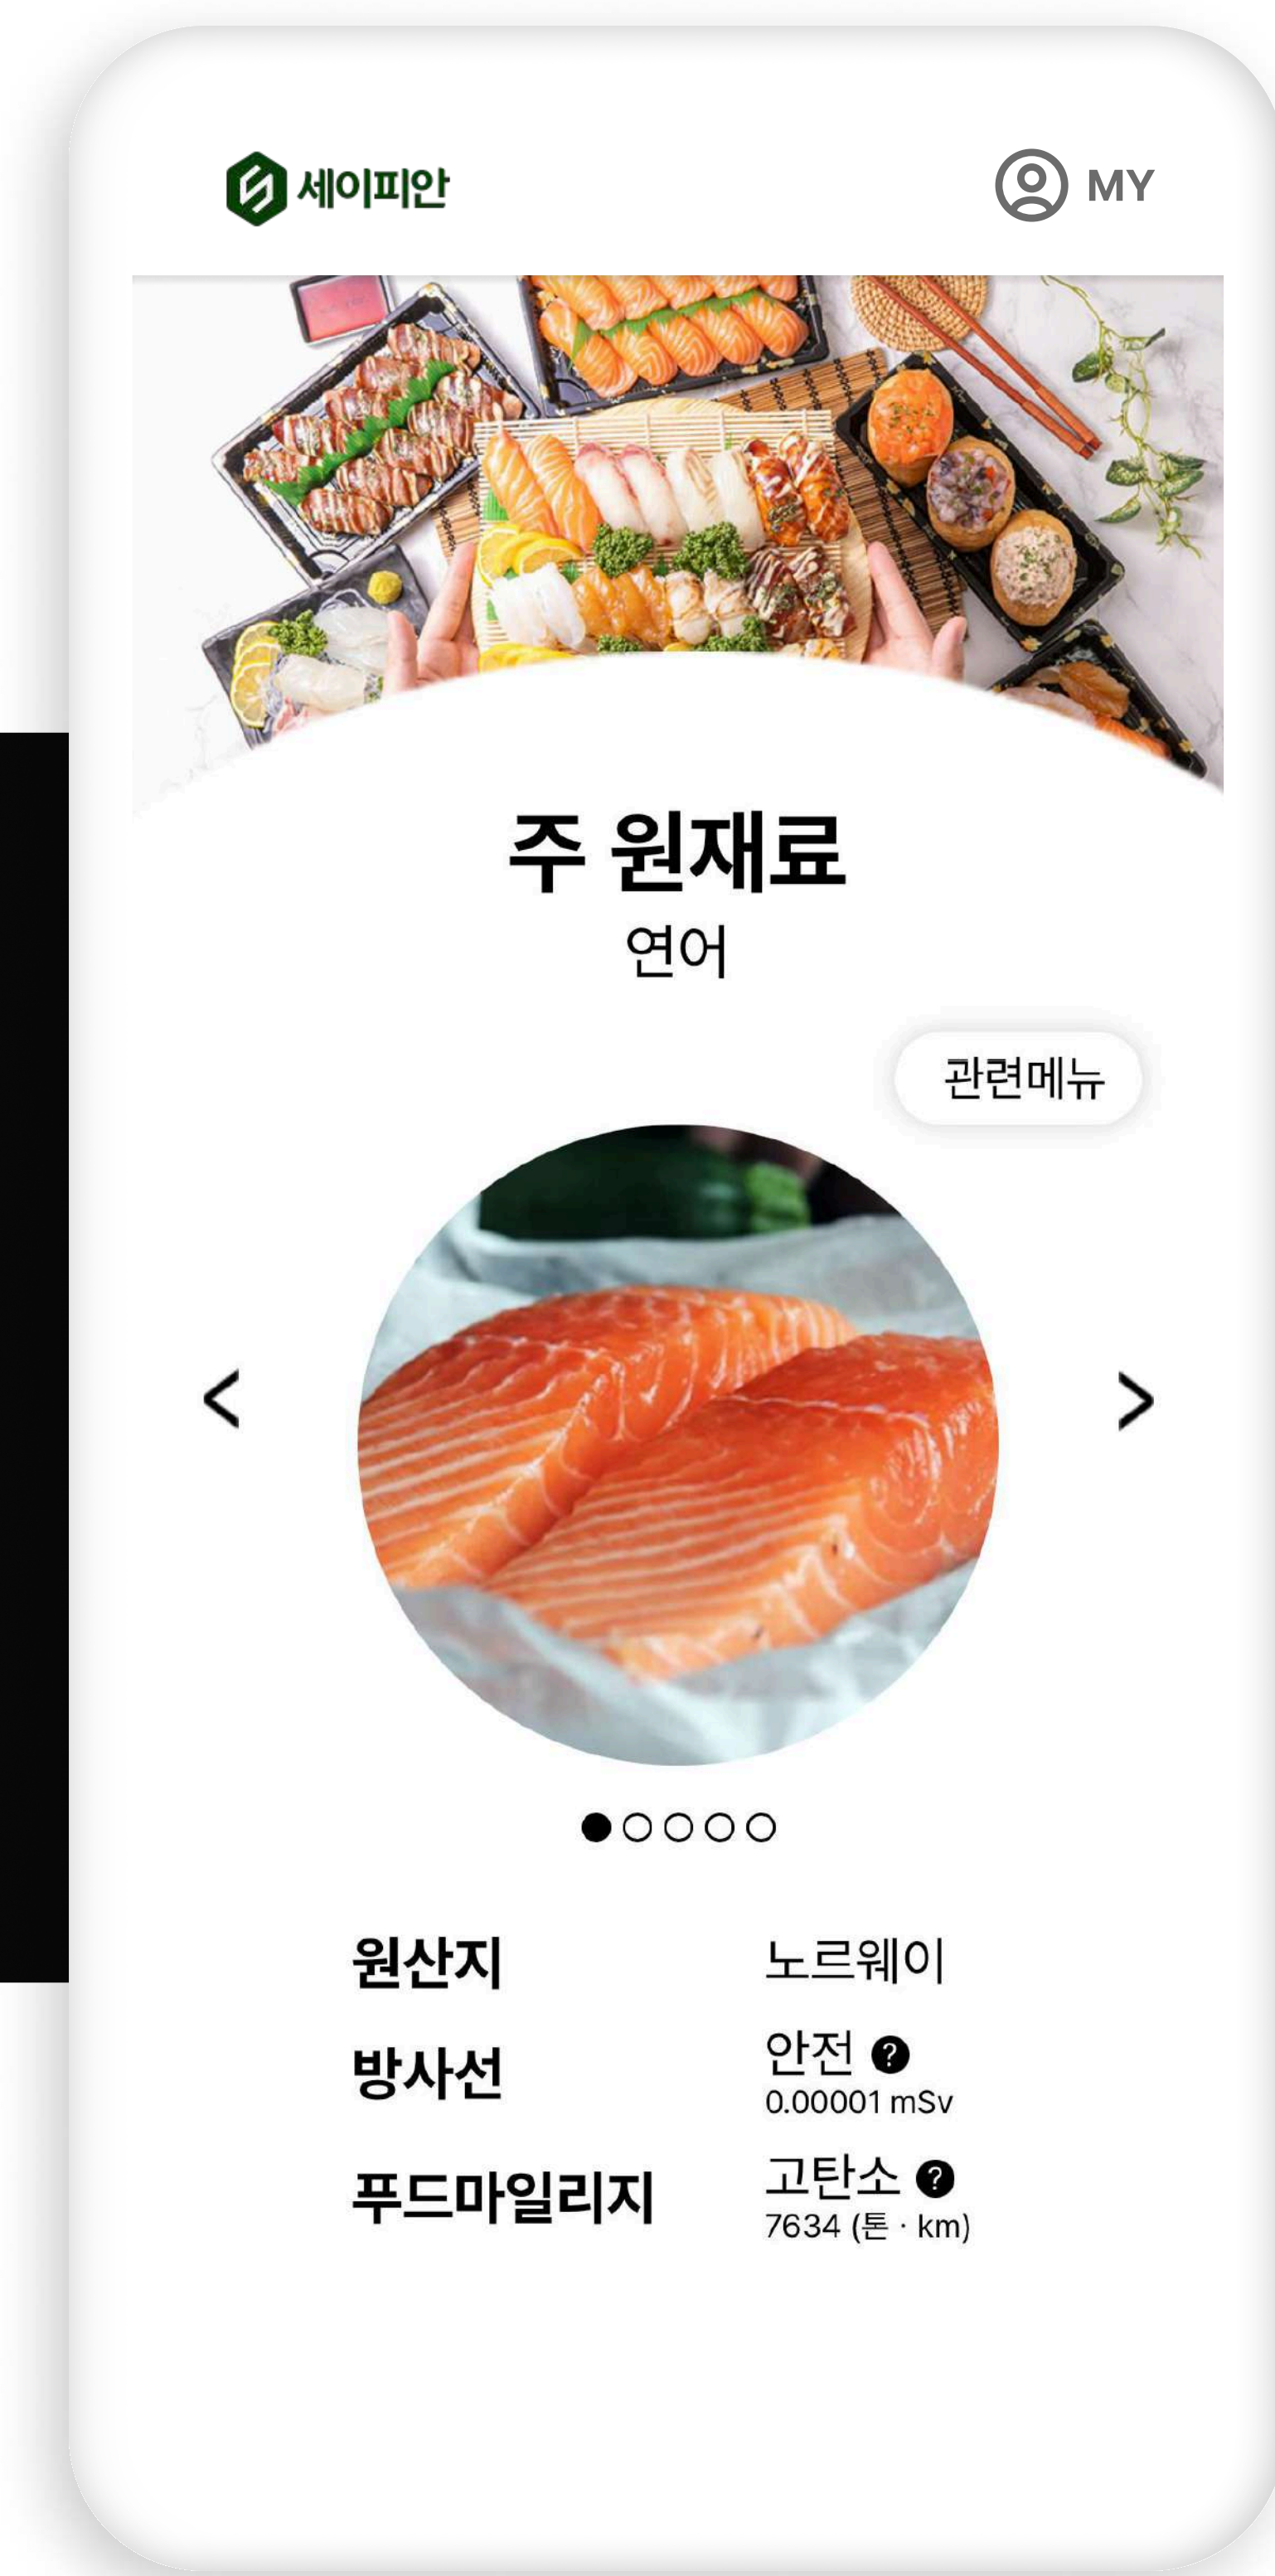 세이피안
MY
주 원재료
연어
관련메뉴
<
>
원산지
노르웨이
방사선
안전 ?
0.00001 mSv
푸드마일리지
고탄소 ?
7634 (톤 · km)